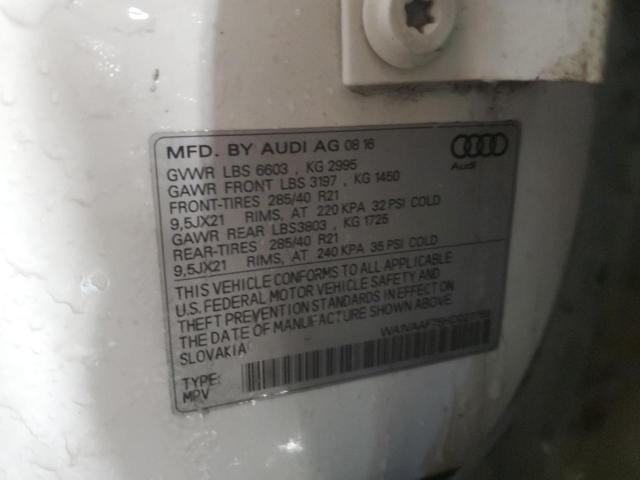 MFD. BY AUDI AG 08 16
Audi
GVWR LBS 6603 , KG 2995
GAWR FRONT LBS 3197 , KG 1450
FRONT-TIRES 285/40 R21
9,5JX21 RIMS, AT 220 KPA 32 PSI COLD
GAWR REAR LBS3803 , KG 1725
REAR-TIRES 285/40 R21
9,5JX21 RIMS, AT 240 KPA 35 PSI COLD
THIS VEHICLE CONFORMS TO ALL APPLICABLE
U.S. FEDERAL MOTOR VEHICLE SAFETY AND
THEFT PREVENTION STANDARDS IN EFFECT ON
THE DATE OF MANUFACTURE SHOWN ABOVE.
SLOVAKIA
TYPE:
MPV